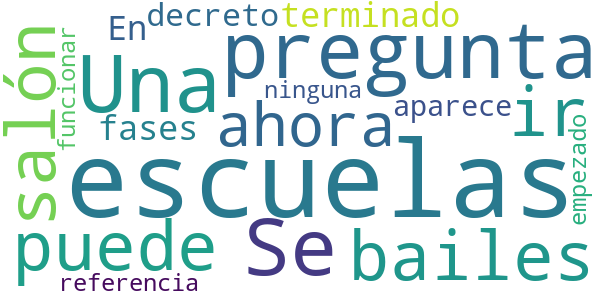 En decreto terminado
salón
funcionar
Una pregunta
ninguna
fases ahora aparece ir
empezado
escuelas
puede Se bailes
referencia